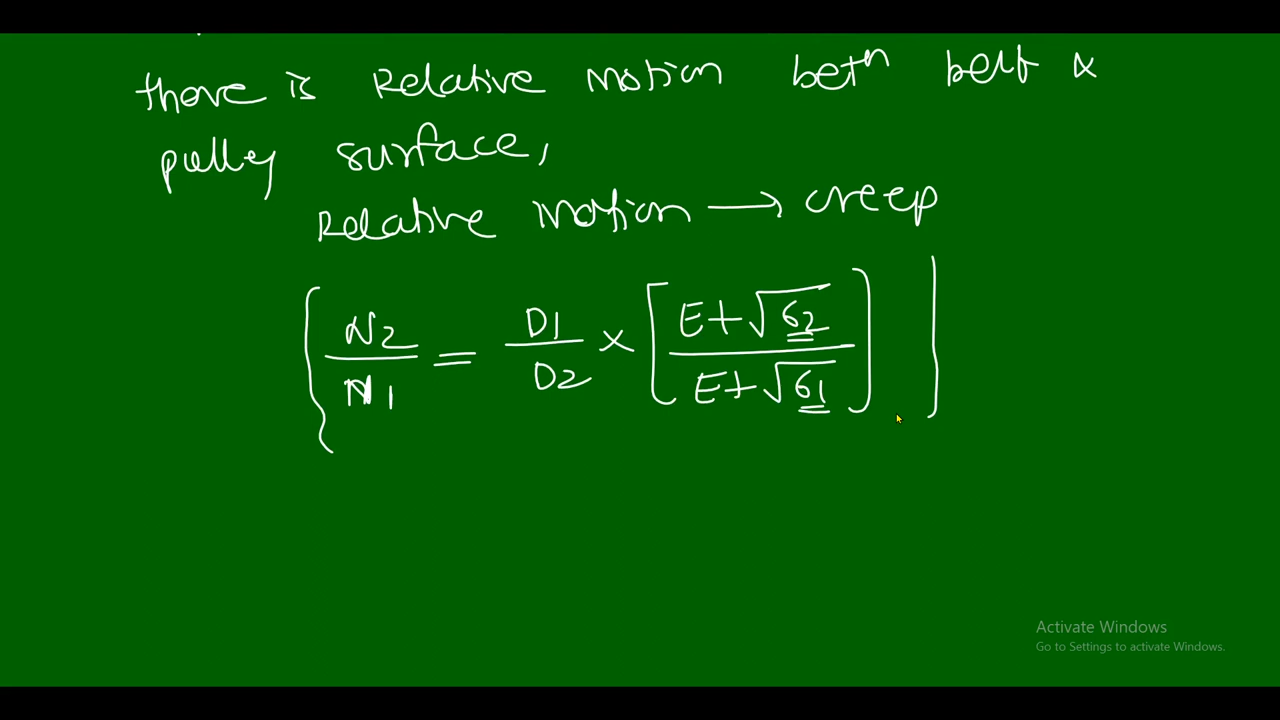 there is Relative motion betn belt &
pulley surface,
Relative motion → creep
N2/N1 = D1/D2 × [E+√σ2 / E+√σ1]
Activate Windows
Go to Settings to activate Windows.